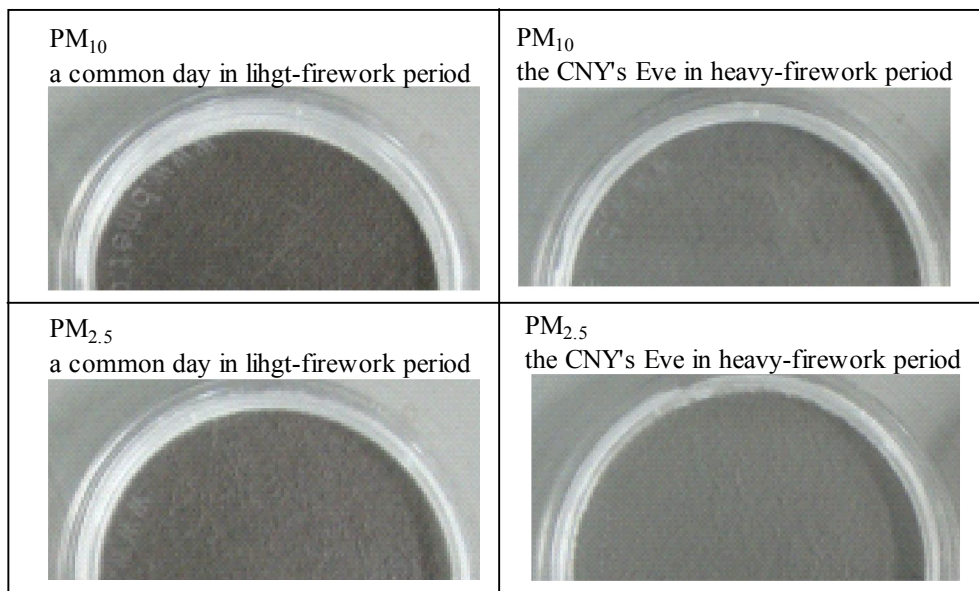 PM10
a common day in lihgt-firework period
PM10
the CNY's Eve in heavy-firework period
PM2.5
a common day in lihgt-firework period
PM2.5
the CNY's Eve in heavy-firework period